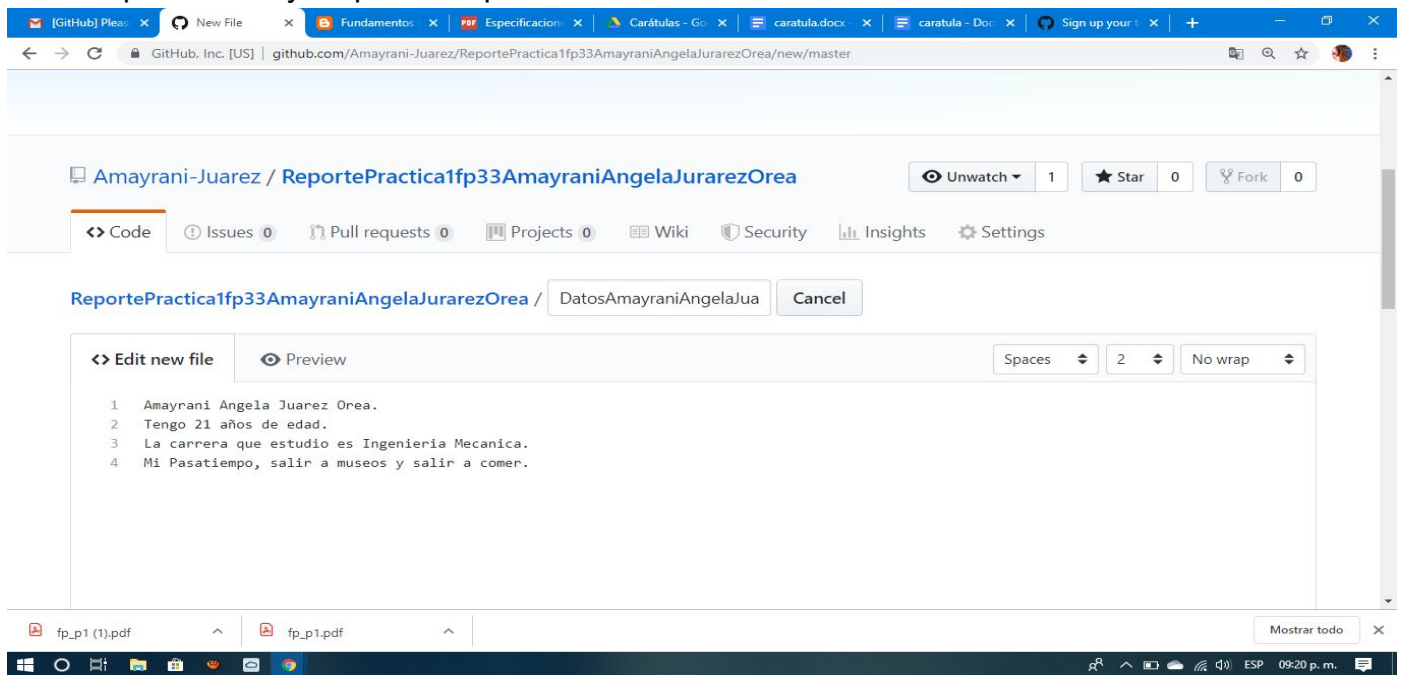 [GitHub] Pleas
New File
Fundamentos
PDF Especificacion
Carátulas - Go
caratula.docx -
caratula - Doc
Sign up your t
GitHub, Inc. [US] | github.com/Amayrani-Juarez/ReportePractica1fp33AmayraniAngelaJurarezOrea/new/master
Amayrani-Juarez / ReportePractica1fp33AmayraniAngelaJurarezOrea
Unwatch 1
Star 0
Fork 0
Code
Issues 0
Pull requests 0
Projects 0
Wiki
Security
Insights
Settings
ReportePractica1fp33AmayraniAngelaJurarezOrea / DatosAmayraniAngelaJua Cancel
Edit new file
Preview
Spaces
2
No wrap
1 Amayrani Angela Juarez Orea.
2 Tengo 21 años de edad.
3 La carrera que estudio es Ingenieria Mecanica.
4 Mi Pasatiempo, salir a museos y salir a comer.
fp_p1 (1).pdf
fp_p1.pdf
Mostrar todo
ESP 09:20 p. m.